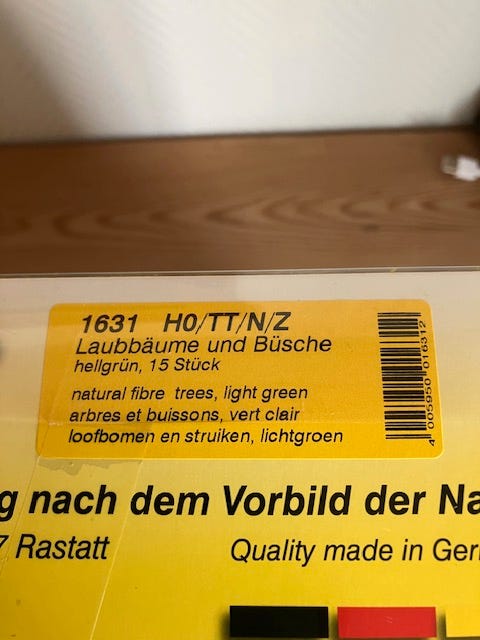 1631 H0/TT/N/Z
Laubbäume und Büsche
hellgrün, 15 Stück
natural fibre trees, light green
arbres et buissons, vert clair
loofbomen en struiken, lichtgroen
4 005950 016312
g nach dem Vorbild der Na
7 Rastatt
Quality made in Ger